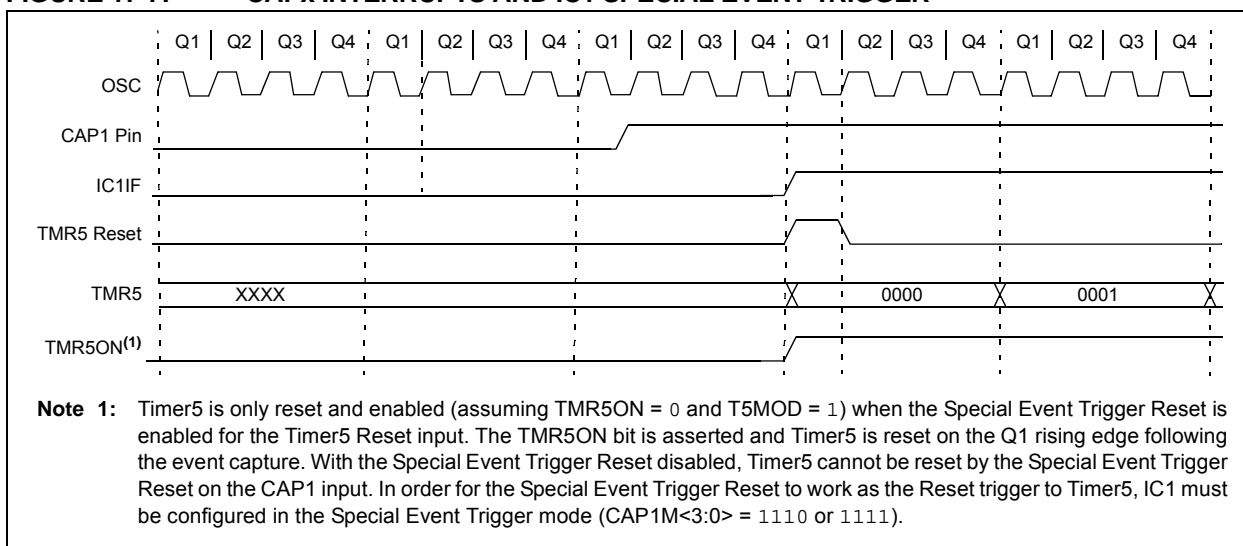 Q1 Q2 Q3 Q4 Q1 Q2 Q3 Q4 Q1 Q2 Q3 Q4 Q1 Q2 Q3 Q4 Q1 Q2 Q3 Q4
OSC
CAP1 Pin
IC1IF
TMR5 Reset
TMR5 XXXX 0000 0001
TMR5ON(1)
Note 1: Timer5 is only reset and enabled (assuming TMR5ON = 0 and T5MOD = 1) when the Special Event Trigger Reset is
enabled for the Timer5 Reset input. The TMR5ON bit is asserted and Timer5 is reset on the Q1 rising edge following
the event capture. With the Special Event Trigger Reset disabled, Timer5 cannot be reset by the Special Event Trigger
Reset on the CAP1 input. In order for the Special Event Trigger Reset to work as the Reset trigger to Timer5, IC1 must
be configured in the Special Event Trigger mode (CAP1M<3:0> = 1110 or 1111).